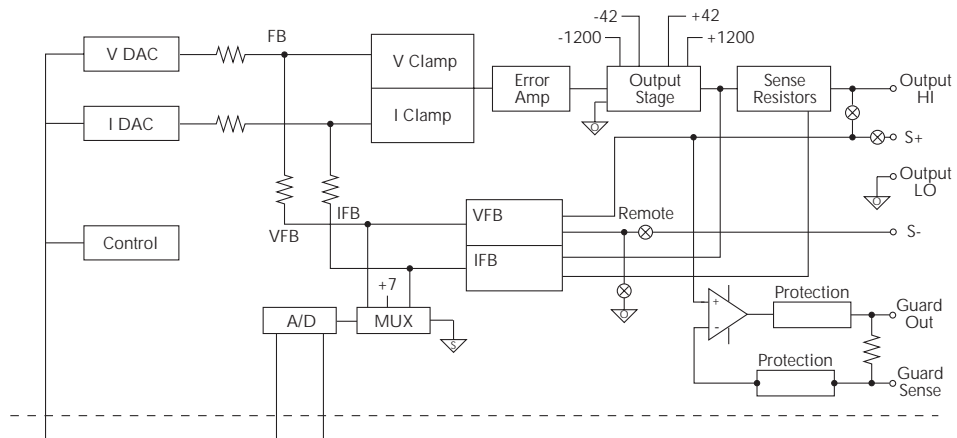 -42
+42
-1200
+1200
FB
V DAC
V Clamp
Error
Amp
Output
Stage
Sense
Resistors
Output
HI
I DAC
I Clamp
O
S+
Output
LO
O
VFB
Remote
IFB
VFB
S-
Control
IFB
+7
O
A/D
MUX
S
+
-
Protection
Guard
Out
Protection
Guard
Sense